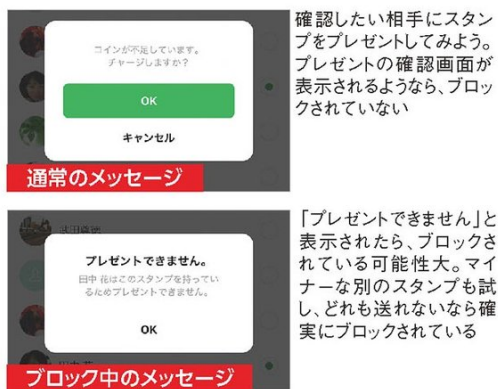 コインが不足しています。
チャージしますか？
OK
キャンセル
通常のメッセージ
確認したい相手にスタン
プをプレゼントしてみよう。
プレゼントの確認画面が
表示されるようなら、ブロッ
クされていない
プレゼントできません。
田中 花はこのスタンプを持ってい
るためプレゼントできません。
OK
ブロック中のメッセージ
「プレゼントできません」と
表示されたら、ブロックさ
れている可能性大。マイ
ナーな別のスタンプも試
し、どれも送れないなら確
実にブロックされている